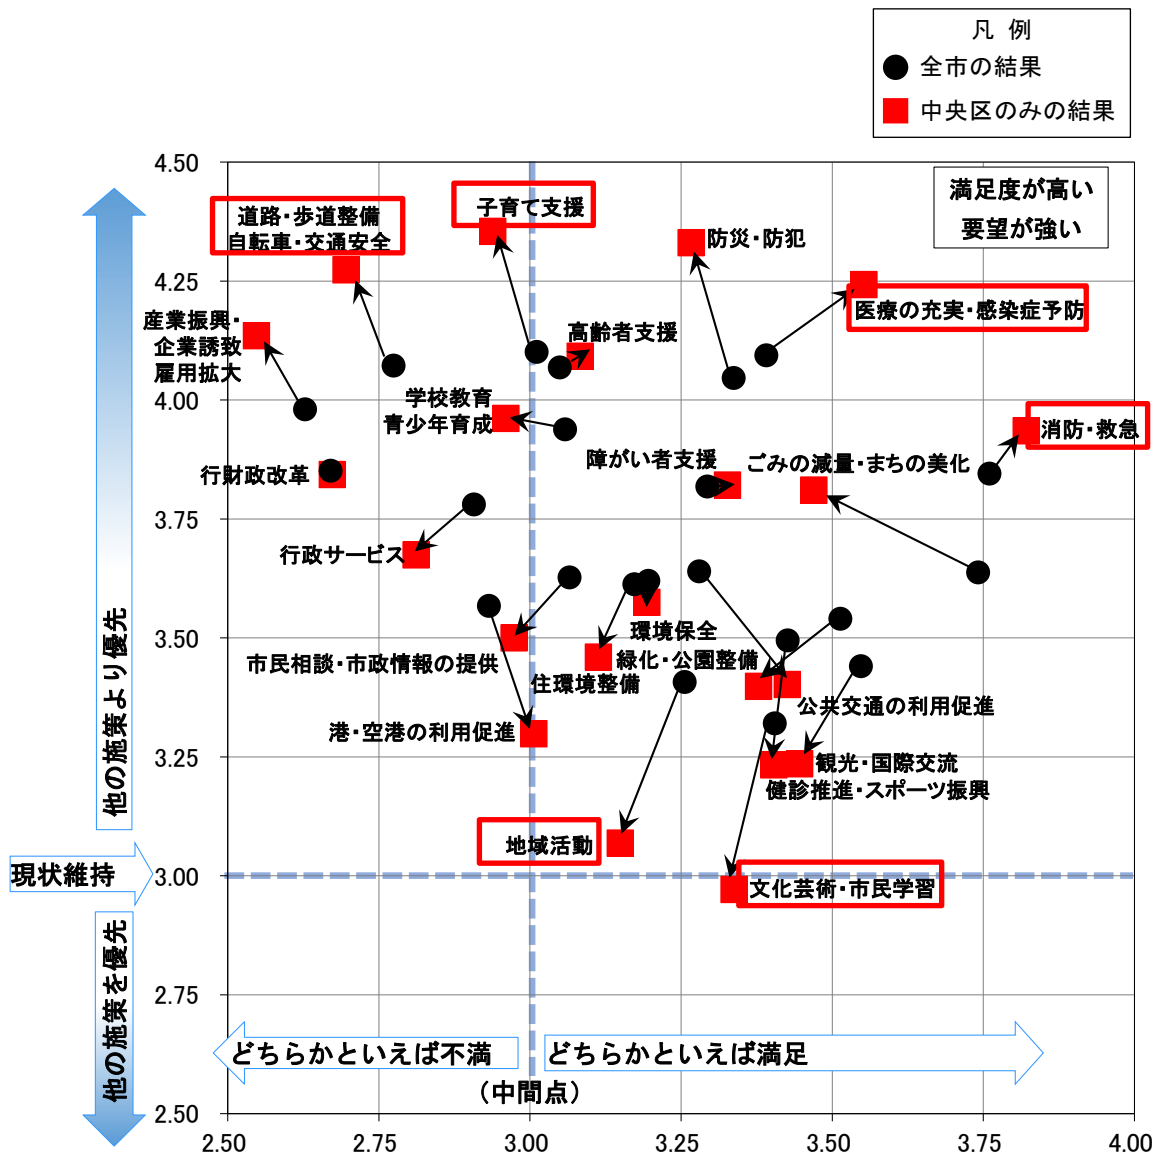 凡 例
全市の結果
中央区のみの結果
満足度が高い
要望が強い
4.50
4.25
4.00
3.75
3.50
3.25
3.00
2.75
2.50
2.50
2.75
3.00
3.25
3.50
3.75
4.00
他の施策より優先
現状維持
他の施策を優先
どちらかといえば不満
どちらかといえば満足
（中間点）
道路・歩道整備
自転車・交通安全
子育て支援
防災・防犯
医療の充実・感染症予防
産業振興・
企業誘致
雇用拡大
高齢者支援
学校教育
青少年育成
消防・救急
障がい者支援
ごみの減量・まちの美化
行財政改革
行政サービス
環境保全
市民相談・市政情報の提供
緑化・公園整備
住環境整備
公共交通の利用促進
港・空港の利用促進
観光・国際交流
健診推進・スポーツ振興
地域活動
文化芸術・市民学習